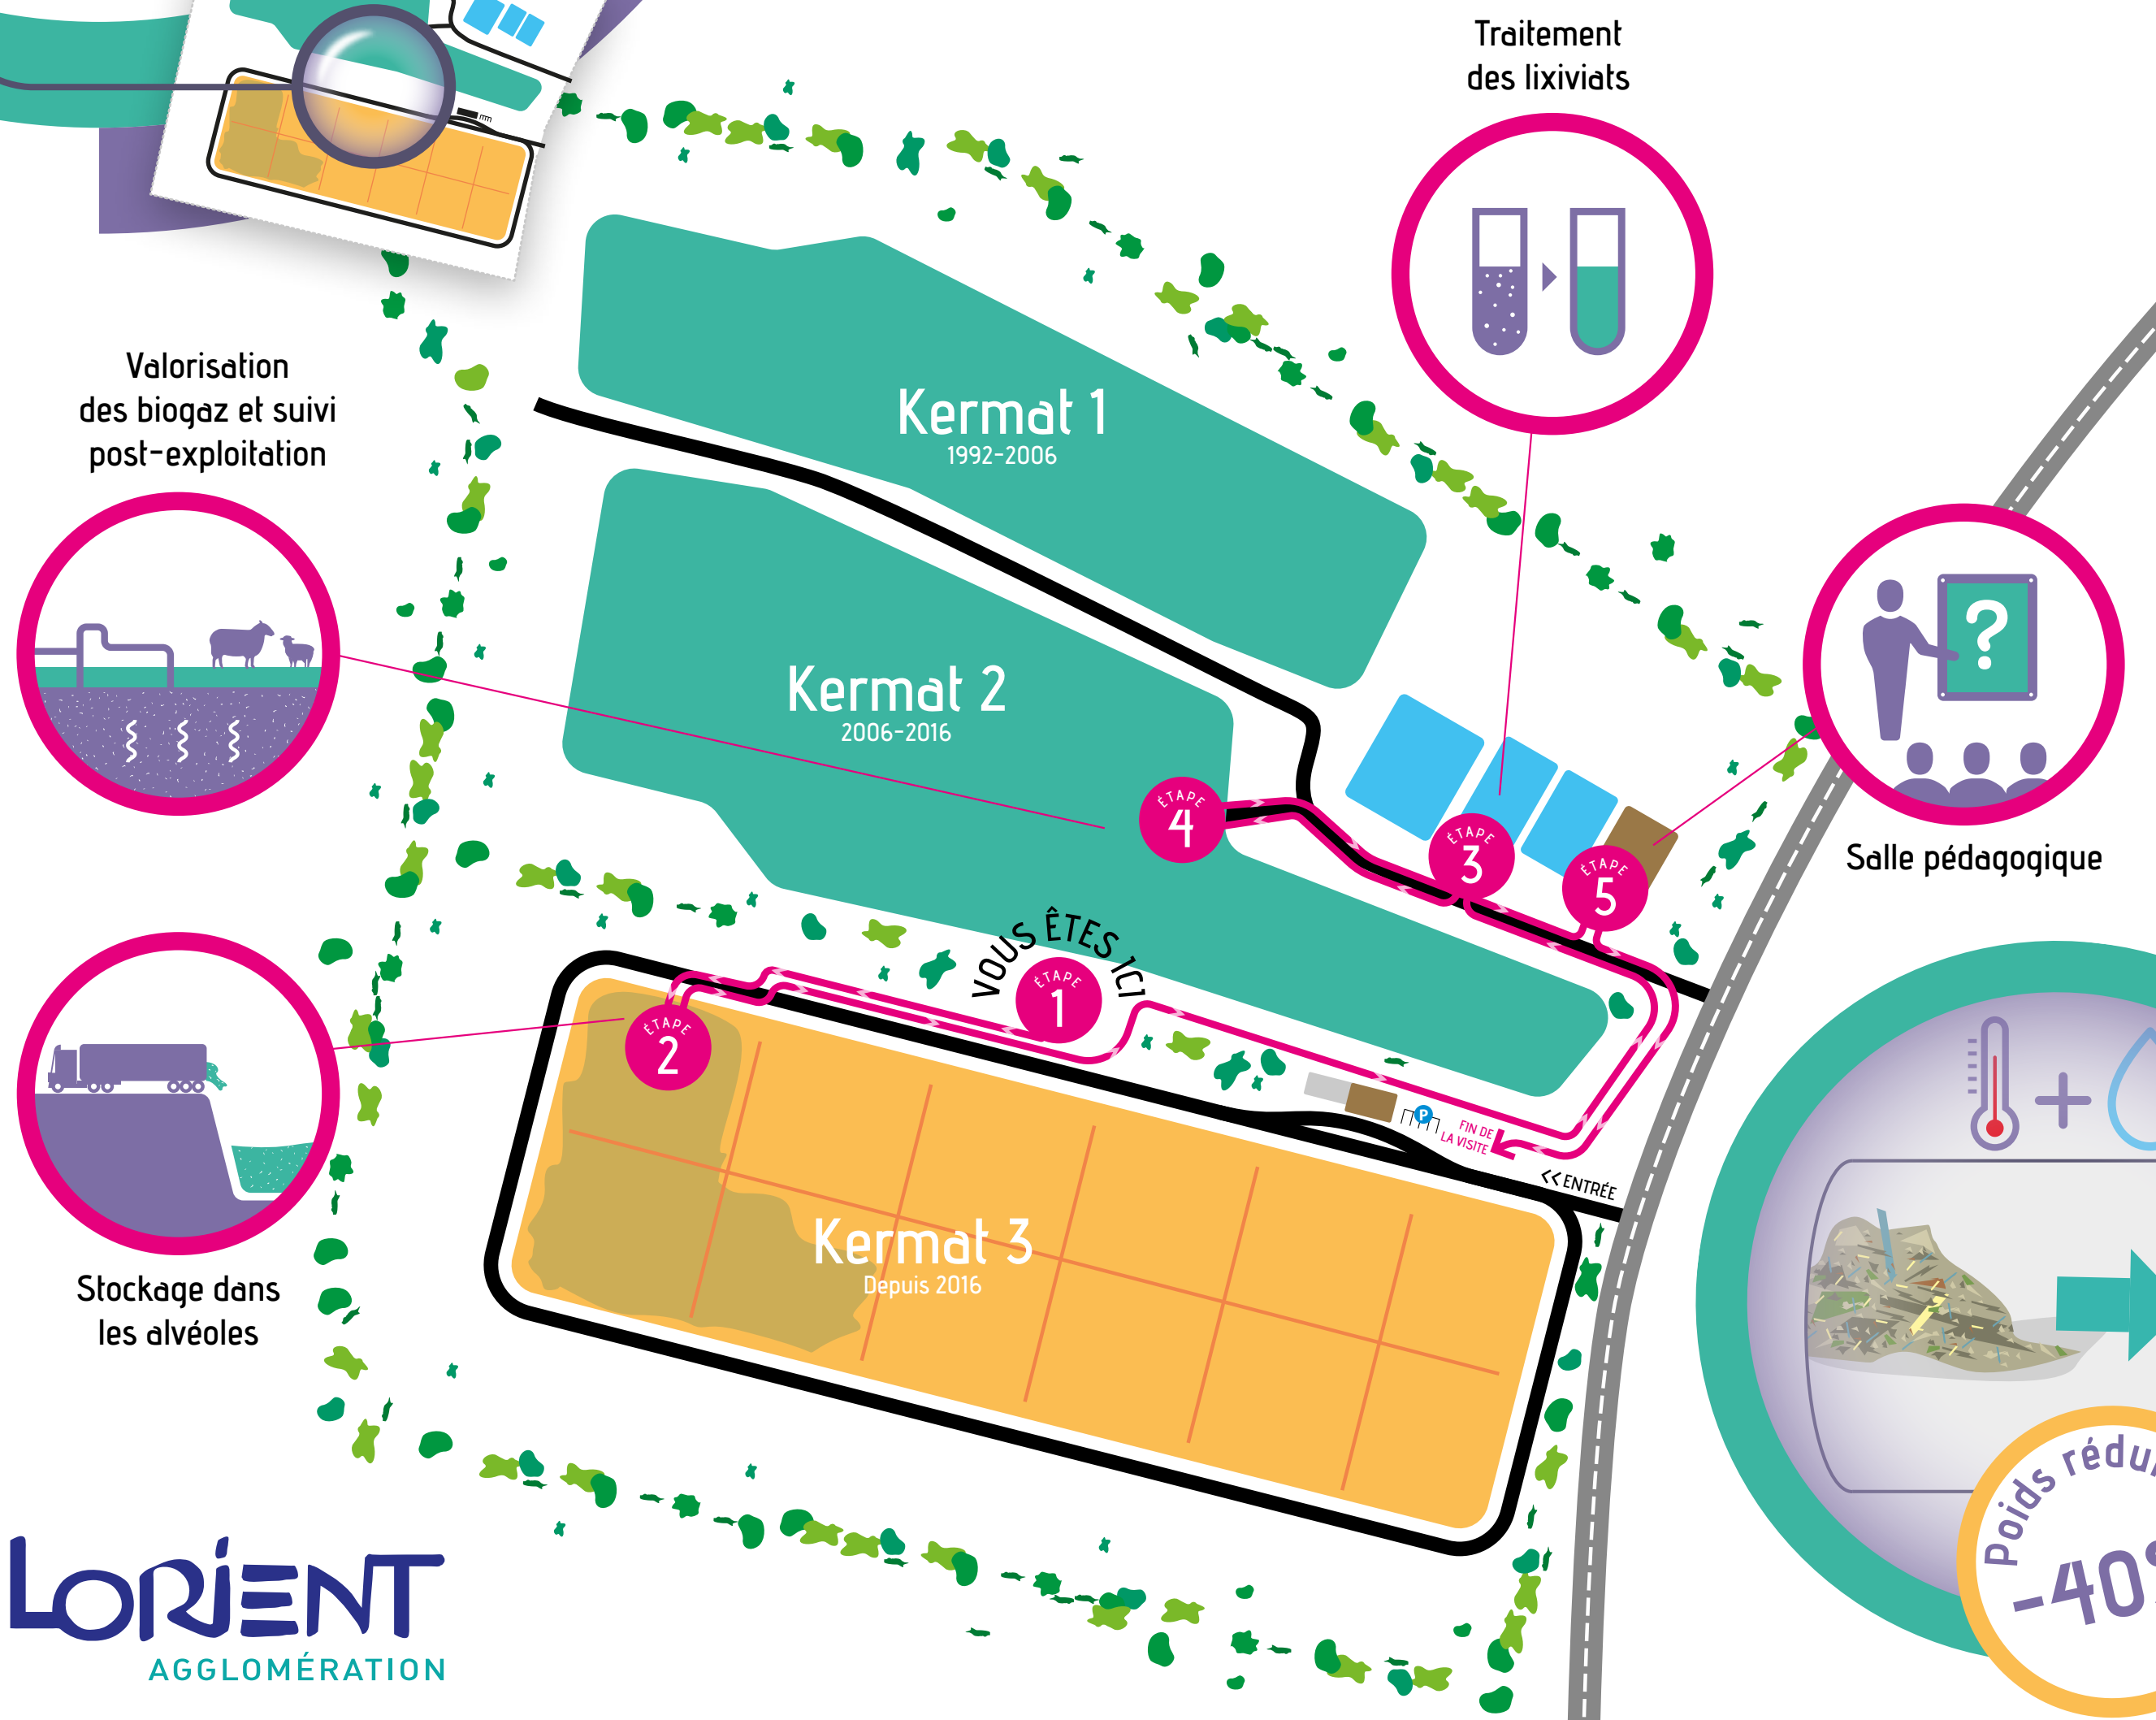 Traitement
des lixiviats
Valorisation
des biogaz et suivi
post-exploitation
Kermat 1
1992-2006
Kermat 2
2006-2016
Salle pédagogique
ÉTAPE
4
ÉTAPE
3
ÉTAPE
5
VOUS ÊTES ICI
ÉTAPE
1
ÉTAPE
2
P
FIN DE
LA VISITE
<< ENTRÉE
Kermat 3
Depuis 2016
Stockage dans
les alvéoles
?
+
Poids
-40
LORIENT
AGGLOMÉRATION